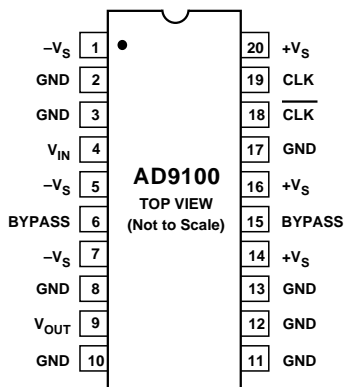 –VS 1 20 +VS
GND 2 19 CLK
GND 3 18 CLK
VIN 4 17 GND
–VS 5 16 +VS
AD9100
BYPASS 6 TOP VIEW 15 BYPASS
(Not to Scale)
–VS 7 14 +VS
GND 8 13 GND
VOUT 9 12 GND
GND 10 11 GND